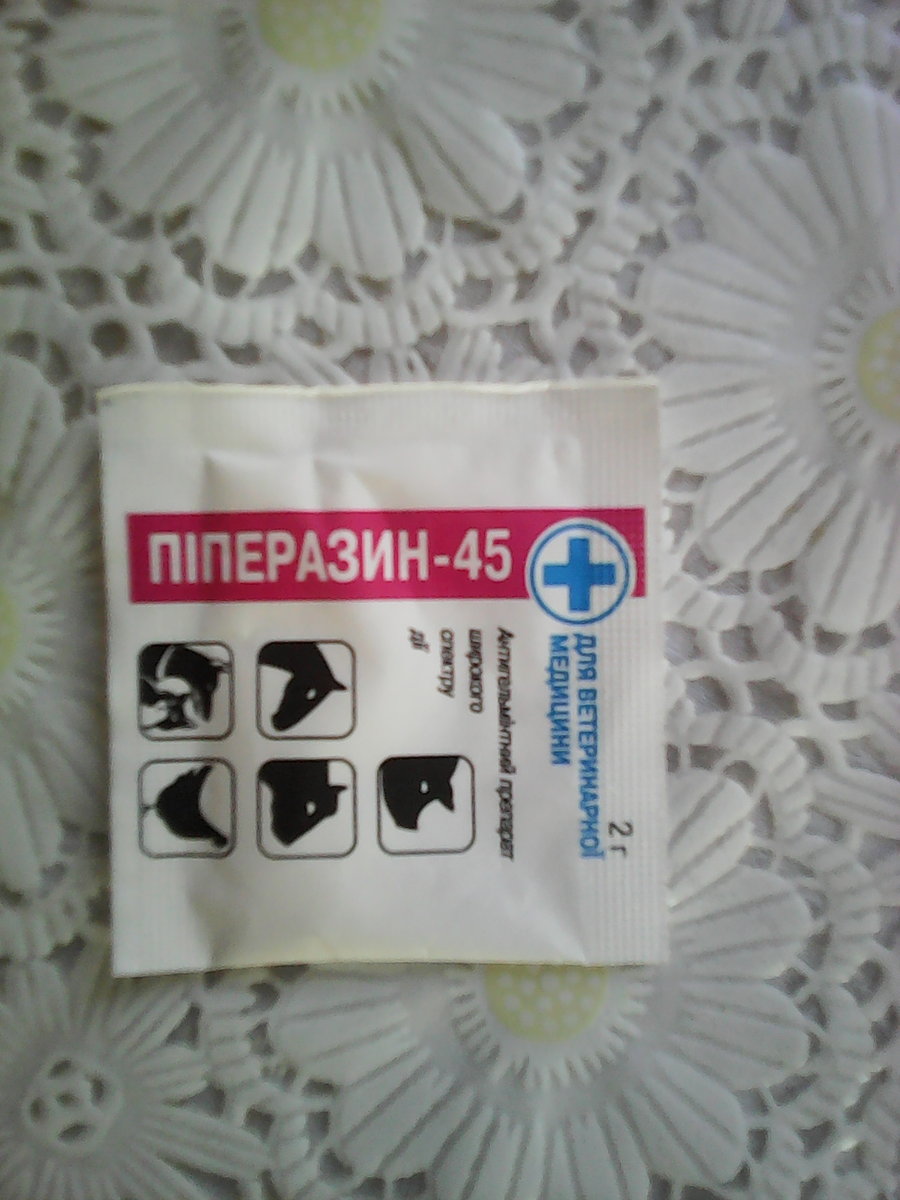 ДЛЯ ВЕТЕРИНАРНОЇ
МЕДИЦИНИ
2 г
ПІПЕРАЗИН-45
Антигельмінтний препарат
широкого
спектру
дії